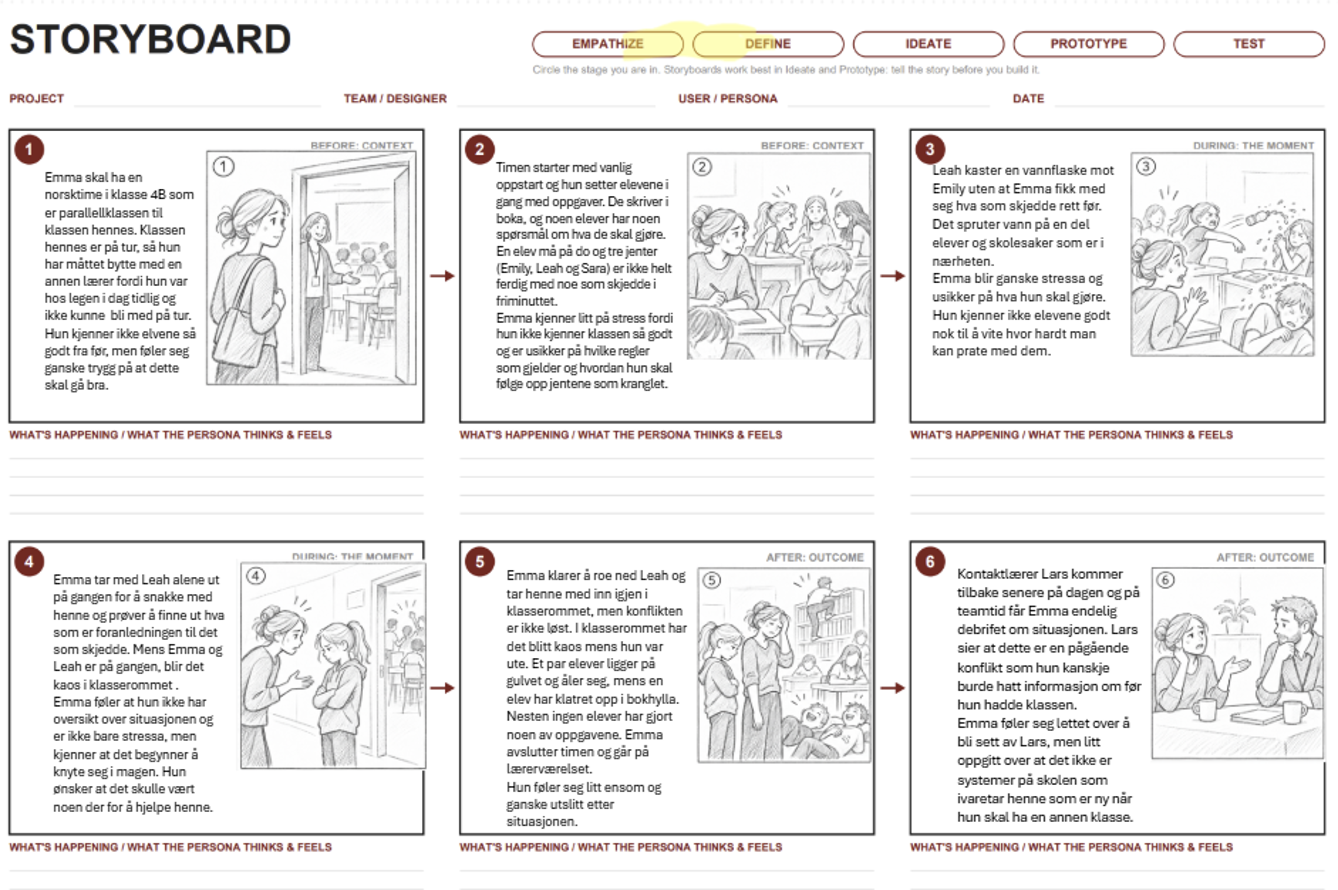 STORYBOARD
EMPATHIZE
DEFINE
IDEATE
PROTOTYPE
TEST
Circle the stage you are in. Storyboards work best in Ideate and Prototype: tell the story before you build it.
PROJECT
TEAM / DESIGNER
USER / PERSONA
DATE
1
BEFORE: CONTEXT
1
Emma skal ha en
norsktime i klasse 4B som
er parallellklassen til
klassen hennes. Klassen
hennes er på tur, så hun
har måttet bytte med en
annen lærer fordi hun var
hos legen i dag tidlig og
ikke kunne bli med på tur.
Hun kjenner ikke elvene så
godt fra før, men føler seg
ganske trygg på at dette
skal gå bra.
WHAT'S HAPPENING / WHAT THE PERSONA THINKS & FEELS
2
BEFORE: CONTEXT
2
Timen starter med vanlig
oppstart og hun setter elevene i
gang med oppgaver. De skriver i
boka, og noen elever har noen
spørsmål om hva de skal gjøre.
En elev må på do og tre jenter
(Emily, Leah og Sara) er ikke helt
ferdig med noe som skjedde i
friminuttet.
Emma kjenner litt på stress fordi
hun ikke kjenner klassen så godt
og er usikker på hvilke regler
som gjelder og hvordan hun skal
følge opp jentene som kranglet.
WHAT'S HAPPENING / WHAT THE PERSONA THINKS & FEELS
3
DURING: THE MOMENT
3
Leah kaster en vannflaske mot
Emily uten at Emma fikk med
seg hva som skjedde rett før.
Det spruter vann på en del
elever og skolesaker som er i
nærheten.
Emma blir ganske stressa og
usikker på hva hun skal gjøre.
Hun kjenner ikke elevene godt
nok til å vite hvor hardt man
kan prate med dem.
WHAT'S HAPPENING / WHAT THE PERSONA THINKS & FEELS
4
DURING: THE MOMENT
4
Emma tar med Leah alene ut
på gangen for å snakke med
henne og prøver å finne ut hva
som er foranledningen til det
som skjedde. Mens Emma og
Leah er på gangen, blir det
kaos i klasserommet .
Emma føler at hun ikke har
oversikt over situasjonen og
er ikke bare stressa, men
kjenner at det begynner å
knyte seg i magen. Hun
ønsker at det skulle vært
noen der for å hjelpe henne.
WHAT'S HAPPENING / WHAT THE PERSONA THINKS & FEELS
5
AFTER: OUTCOME
5
Emma klarer å roe ned Leah og
tar henne med inn igjen i
klasserommet, men konflikten
er ikke løst. I klasserommet har
det blitt kaos mens hun var
ute. Et par elever ligger på
gulvet og åler seg, mens en
elev har klatret opp i bokhylla.
Nesten ingen elever har gjort
noen av oppgavene. Emma
avslutter timen og går på
lærerværelset.
Hun føler seg litt ensom og
ganske utslitt etter
situasjonen.
WHAT'S HAPPENING / WHAT THE PERSONA THINKS & FEELS
6
AFTER: OUTCOME
6
Kontaktlærer Lars kommer
tilbake senere på dagen og på
teamtid får Emma endelig
debrifet om situasjonen. Lars
sier at dette er en pågående
konflikt som hun kanskje
burde hatt informasjon om før
hun hadde klassen.
Emma føler seg lettet over å
bli sett av Lars, men litt
oppgitt over at det ikke er
systemer på skolen som
ivaretar henne som er ny når
hun skal ha en annen klasse.
WHAT'S HAPPENING / WHAT THE PERSONA THINKS & FEELS